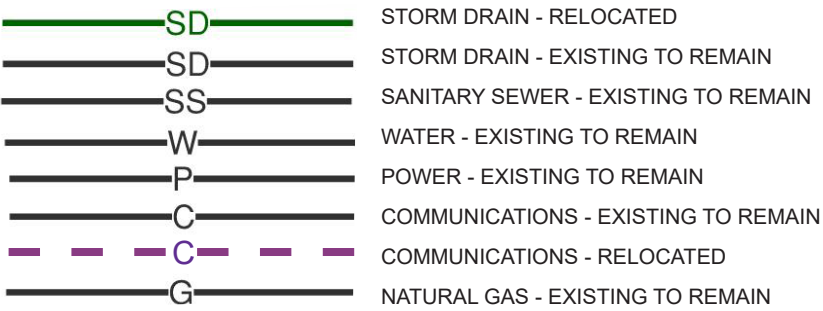 SD STORM DRAIN - RELOCATED
SD STORM DRAIN - EXISTING TO REMAIN
SS SANITARY SEWER - EXISTING TO REMAIN
W WATER - EXISTING TO REMAIN
P POWER - EXISTING TO REMAIN
C COMMUNICATIONS - EXISTING TO REMAIN
C COMMUNICATIONS - RELOCATED
G NATURAL GAS - EXISTING TO REMAIN